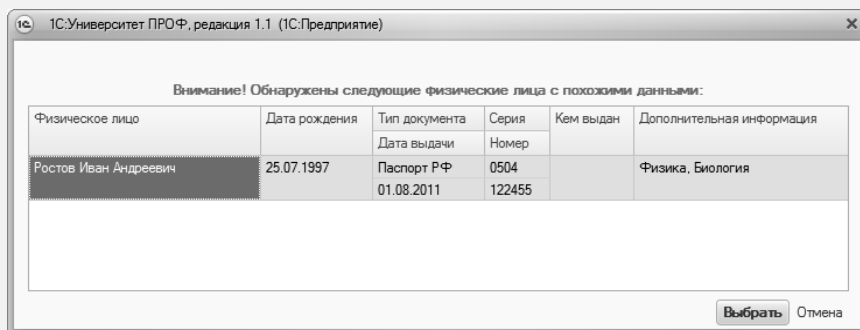 1С:Университет ПРОФ, редакция 1.1 (1С:Предприятие)
Внимание! Обнаружены следующие физические лица с похожими данными:
Физическое лицо Дата рождения Тип документа Серия Кем выдан Дополнительная информация
Дата выдачи Номер
Ростов Иван Андреевич 25.07.1997 Паспорт РФ 0504 Физика, Биология
01.08.2011 122455
Выбрать Отмена